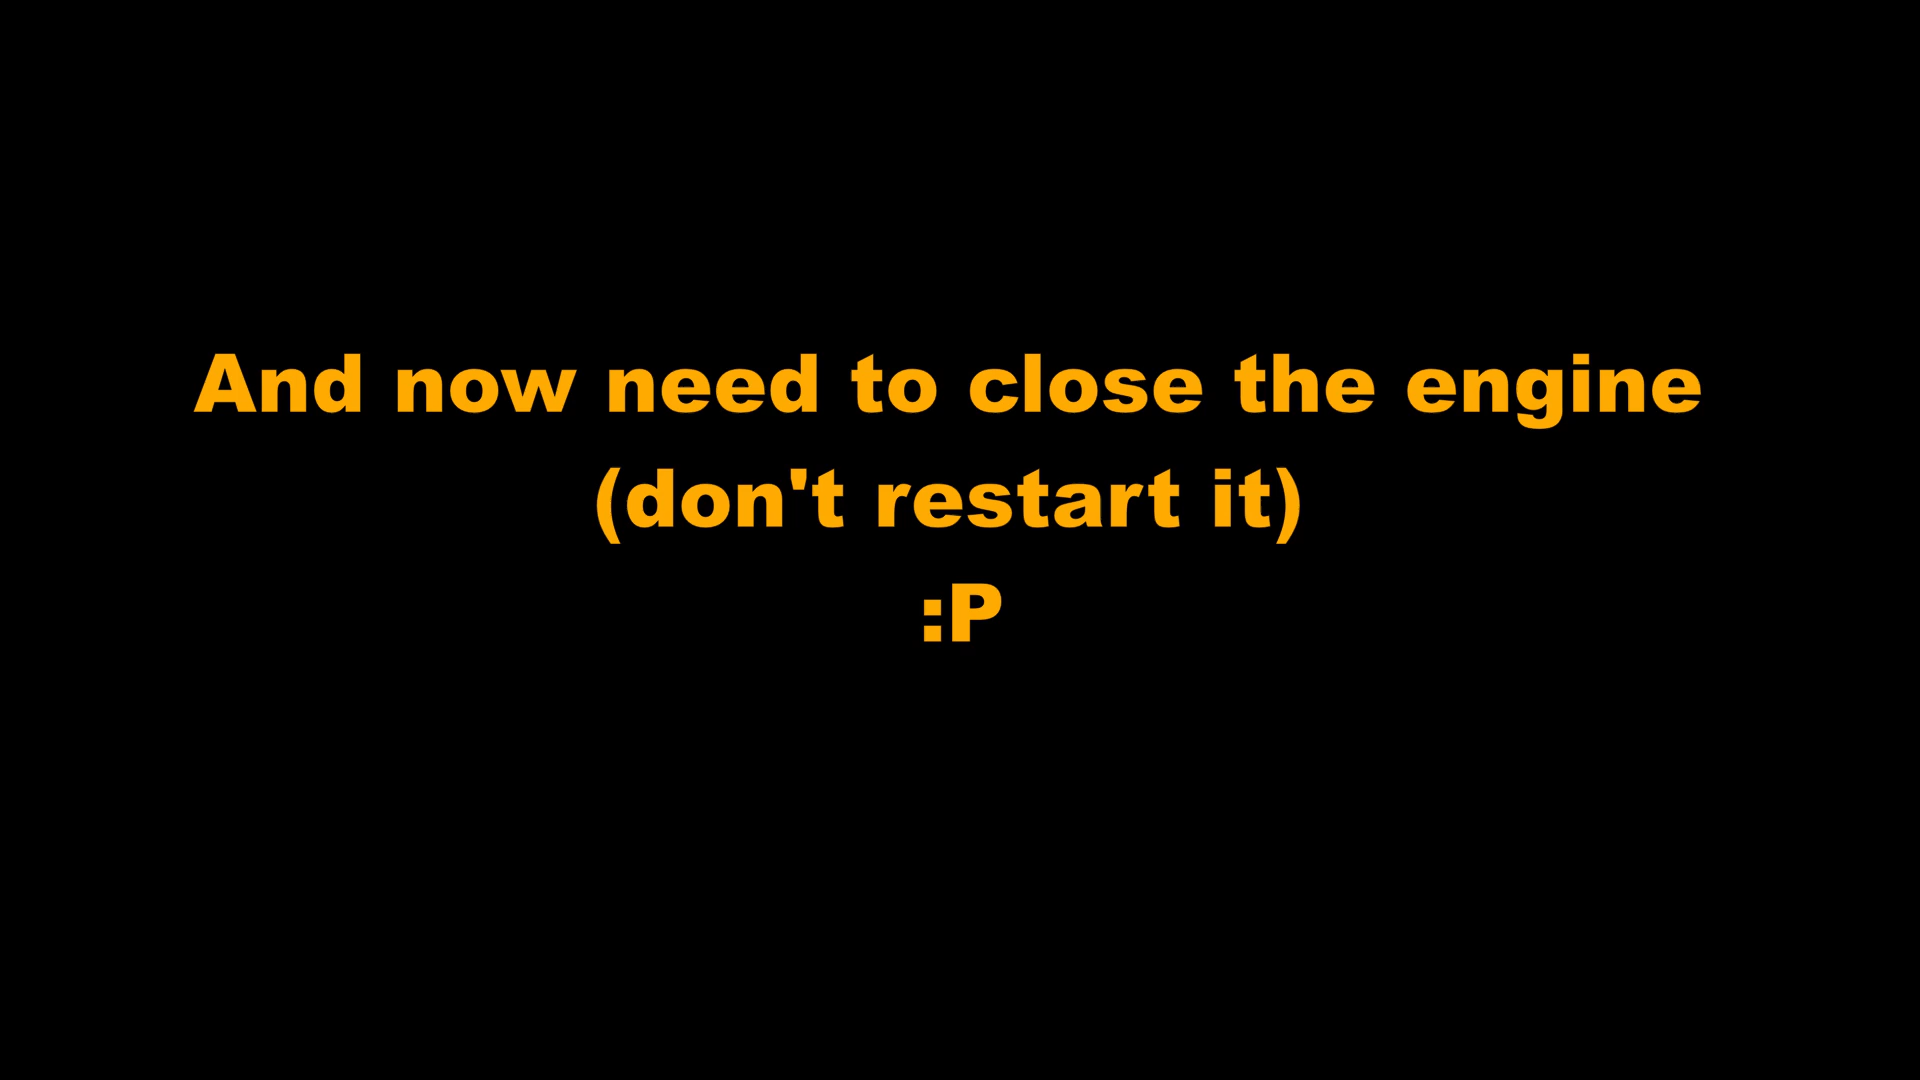 And now need to close the engine
(don't restart it)
:P